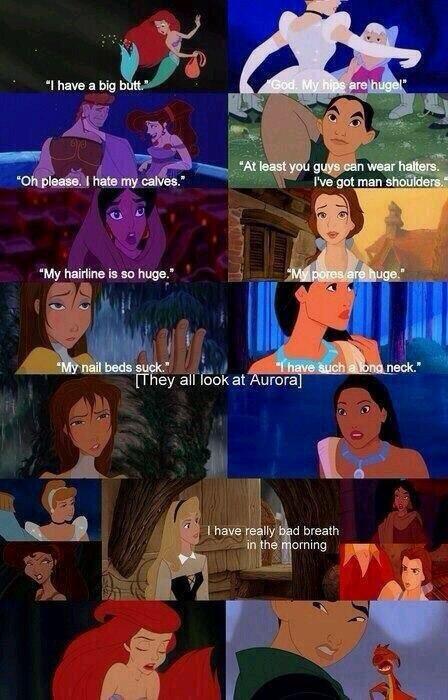 "I have a big butt."
"God. My hips are huge!"
"Oh please. I hate my calves."
"At least you guys can wear halters.
I've got man shoulders."
"My hairline is so huge."
"My pores are huge."
"My nail beds suck."
"I have such a long neck."
[They all look at Aurora]
I have really bad breath
in the morning